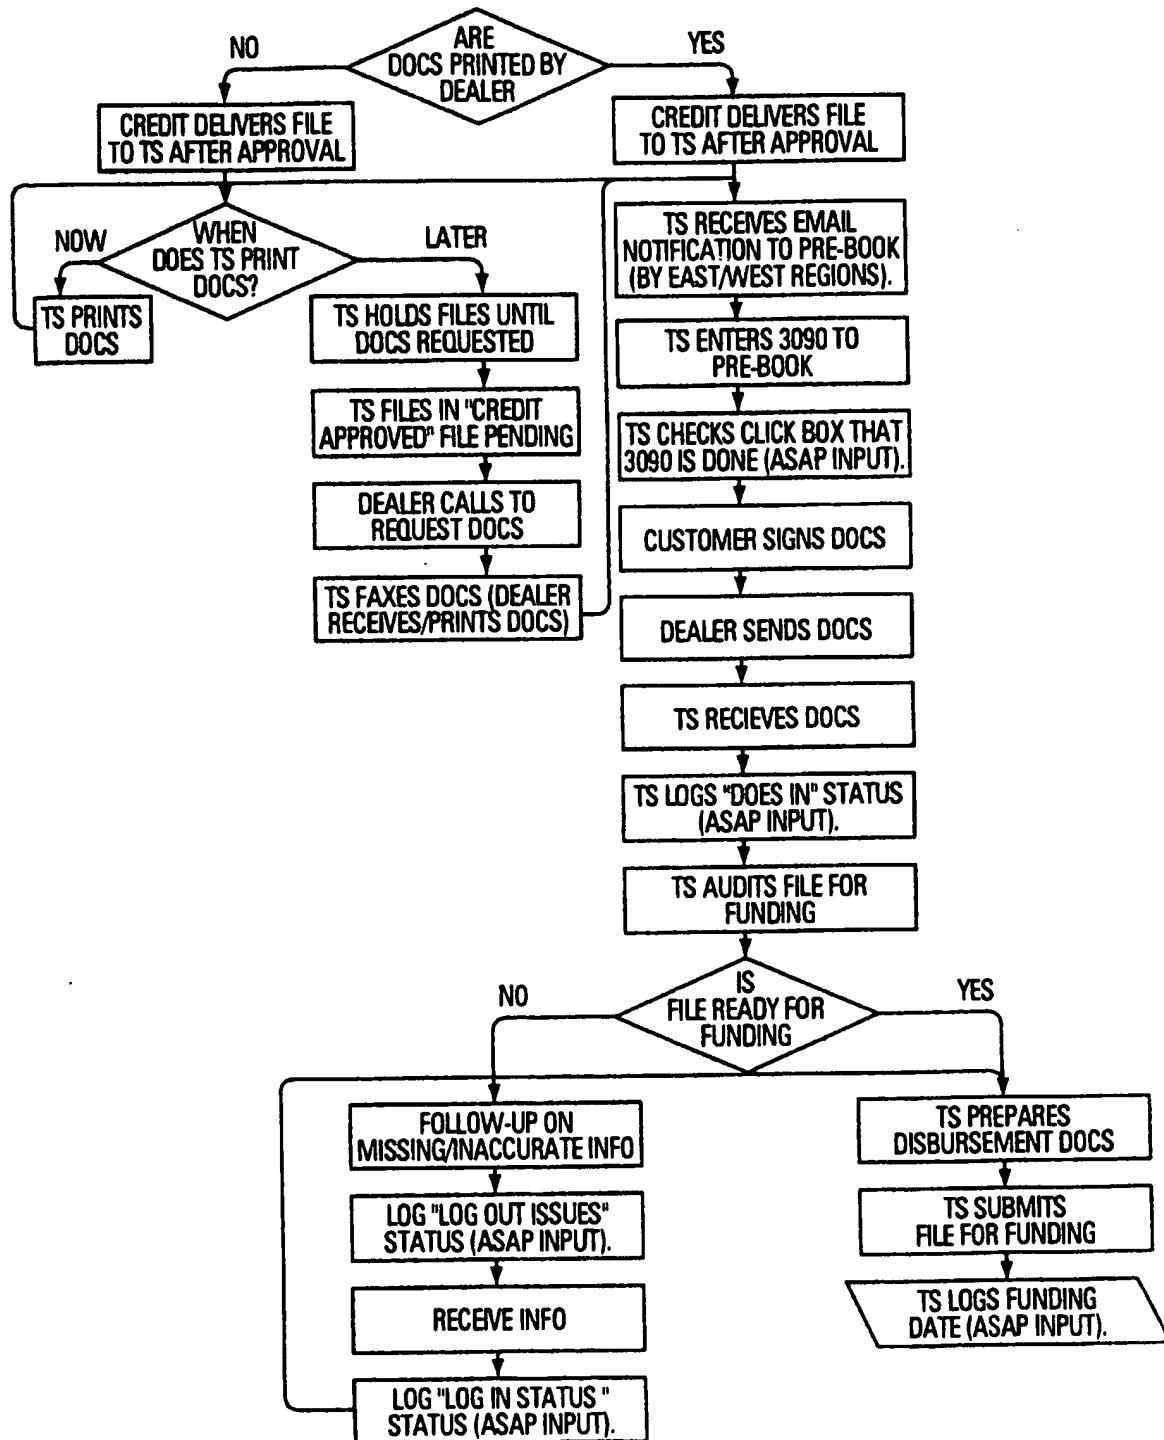 ARE
DOCS PRINTED BY
DEALER
NO
YES
CREDIT DELIVERS FILE
TO TS AFTER APPROVAL
CREDIT DELIVERS FILE
TO TS AFTER APPROVAL
WHEN
DOES TS PRINT
DOCS?
NOW
LATER
TS PRINTS
DOCS
TS HOLDS FILES UNTIL
DOCS REQUESTED
TS FILES IN "CREDIT
APPROVED" FILE PENDING
DEALER CALLS TO
REQUEST DOCS
TS FAXES DOCS (DEALER
RECEIVES/PRINTS DOCS)
TS RECEIVES EMAIL
NOTIFICATION TO PRE-BOOK
(BY EAST/WEST REGIONS).
TS ENTERS 3090 TO
PRE-BOOK
TS CHECKS CLICK BOX THAT
3090 IS DONE (ASAP INPUT).
CUSTOMER SIGNS DOCS
DEALER SENDS DOCS
TS RECIEVES DOCS
TS LOGS "DOES IN" STATUS
(ASAP INPUT).
TS AUDITS FILE FOR
FUNDING
IS
FILE READY FOR
FUNDING
NO
YES
FOLLOW-UP ON
MISSING/INACCURATE INFO
LOG "LOG OUT ISSUES"
STATUS (ASAP INPUT).
RECEIVE INFO
LOG "LOG IN STATUS "
STATUS (ASAP INPUT).
TS PREPARES
DISBURSEMENT DOCS
TS SUBMITS
FILE FOR FUNDING
TS LOGS FUNDING
DATE (ASAP INPUT).